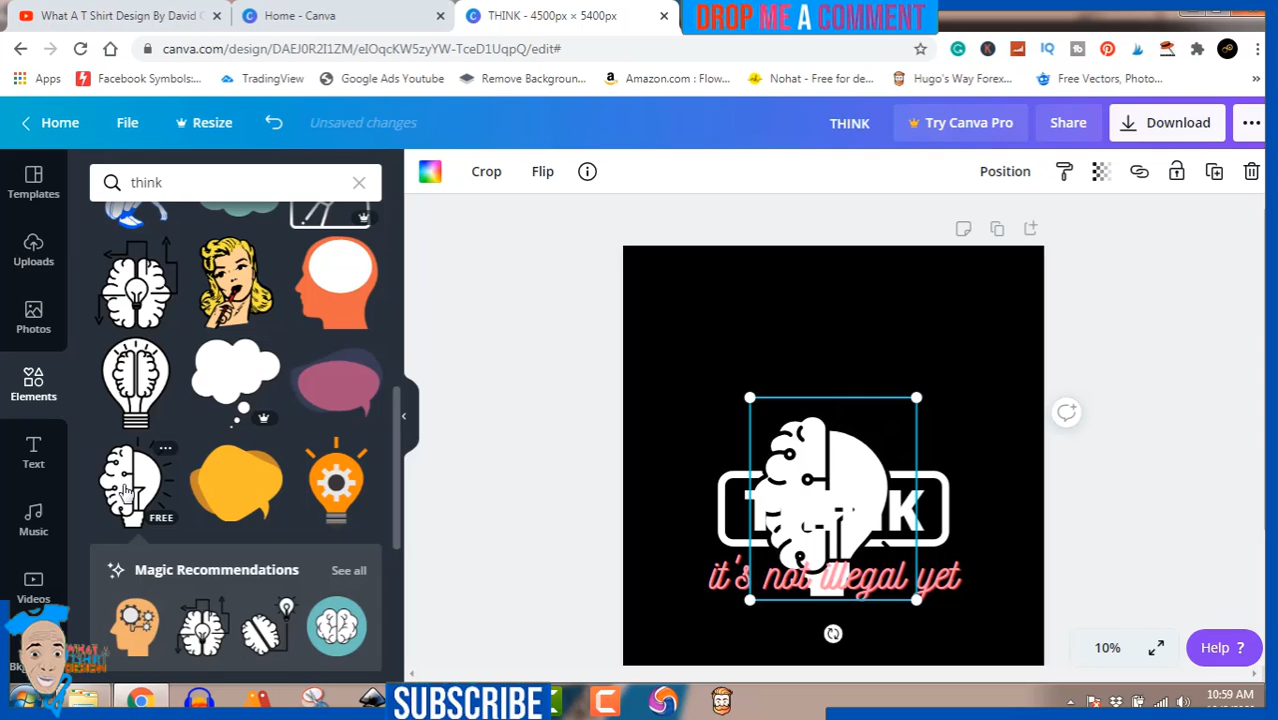 What A T Shirt Design By David C
Home - Canva
THINK - 4500px × 5400px
DROP ME A COMMENT
canva.com/design/DAEJ0R2I1ZM/eIOqcKW5zyYW-TceD1UqpQ/edit#
Apps
Facebook Symbols:...
TradingView
Google Ads Youtube
Remove Backgroun...
Amazon.com : Flow...
Nohat - Free for de...
Hugo's Way Forex...
Free Vectors, Photo...
Home
File
Resize
Unsaved changes
THINK
Try Canva Pro
Share
Download
Templates
think
Crop
Flip
Position
Uploads
Photos
Elements
Text
Music
Videos
FREE
Magic Recommendations
See all
it's not illegal yet
10%
Help ?
WHAT A
TSHIRT
DESIGN
SUBSCRIBE
10:59 AM